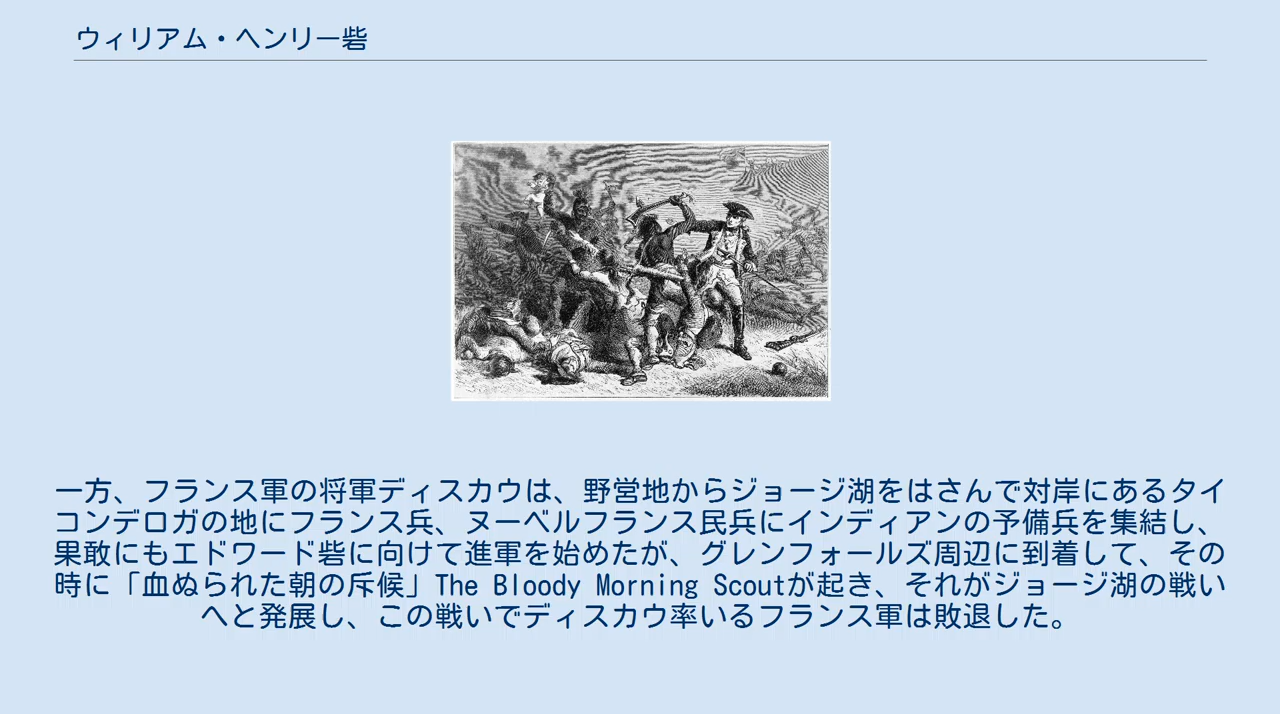 ウィリアム・ヘンリー砦
一方、フランス軍の将軍ディスカウは、野営地からジョージ湖をはさんで対岸にあるタイ
コンデロガの地にフランス兵、ヌーベルフランス民兵にインディアンの予備兵を集結し、
果敢にもエドワード砦に向けて進軍を始めたが、グレンフォールズ周辺に到着して、その
時に「血ぬられた朝の斥候」The Bloody Morning Scoutが起き、それがジョージ湖の戦い
へと発展し、この戦いでディスカウ率いるフランス軍は敗退した。